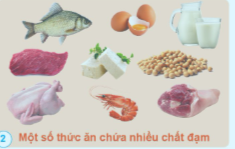 2 Một số thức ăn chứa nhiều chất đạm